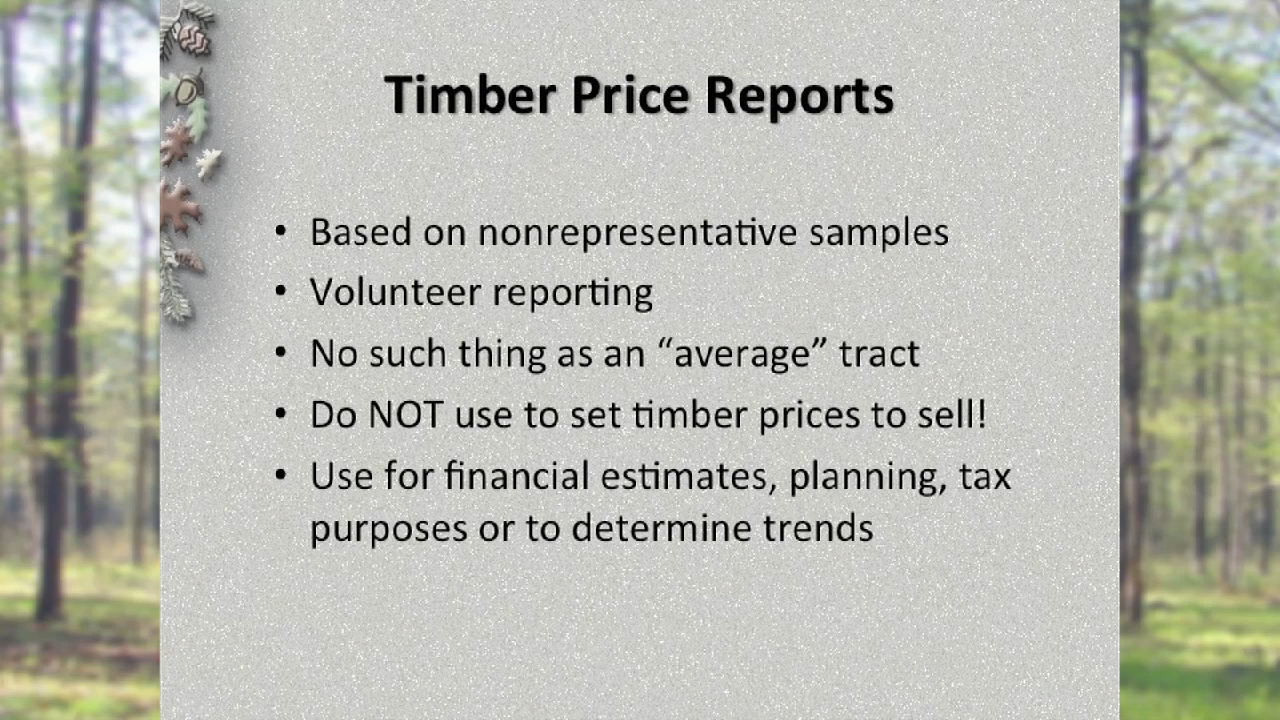 Timber Price Reports
• Based on nonrepresentative samples
• Volunteer reporting
• No such thing as an “average” tract
• Do NOT use to set timber prices to sell!
• Use for financial estimates, planning, tax
purposes or to determine trends